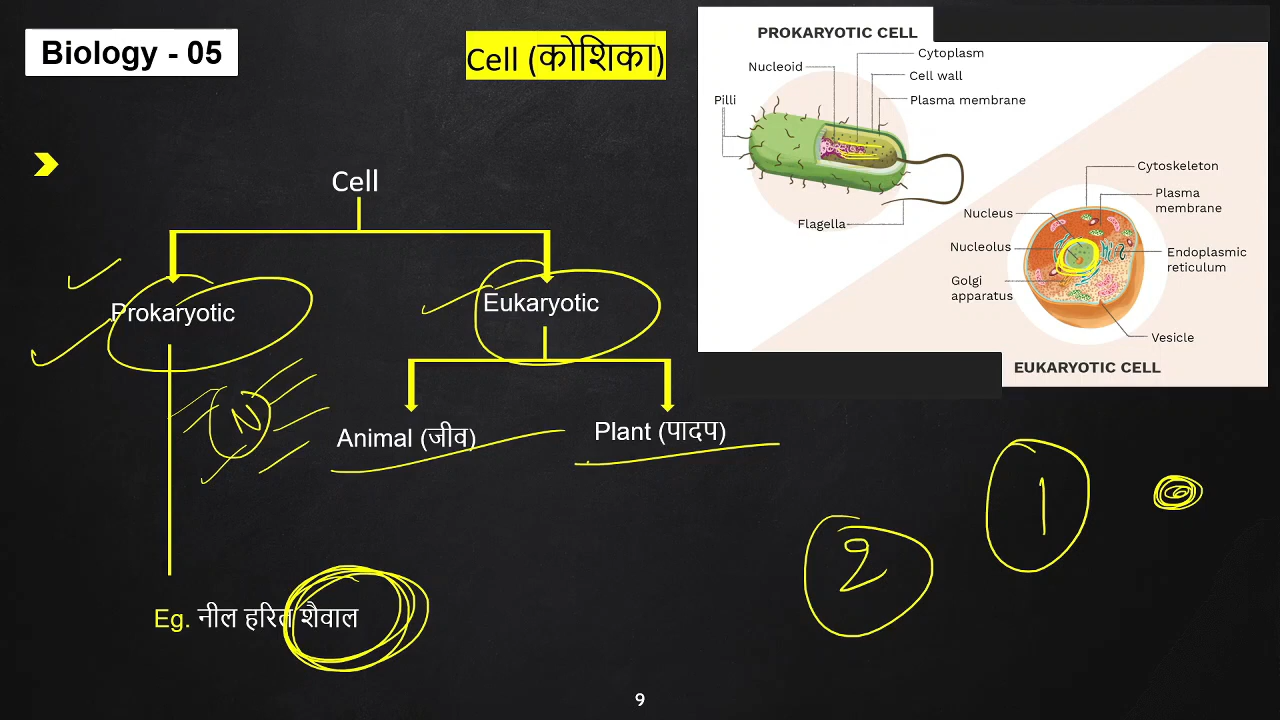 Biology - 05
Cell (कोशिका)
PROKARYOTIC CELL
Cytoplasm
Nucleoid
Cell wall
Pilli
Plasma membrane
Flagella
Cytoskeleton
Plasma
membrane
Nucleus
Nucleolus
Endoplasmic
reticulum
Golgi
apparatus
Vesicle
EUKARYOTIC CELL
Cell
Prokaryotic
Eukaryotic
N
Animal (जीव)
Plant (पादप)
1
2
Eg. नील हरित शैवाल
9